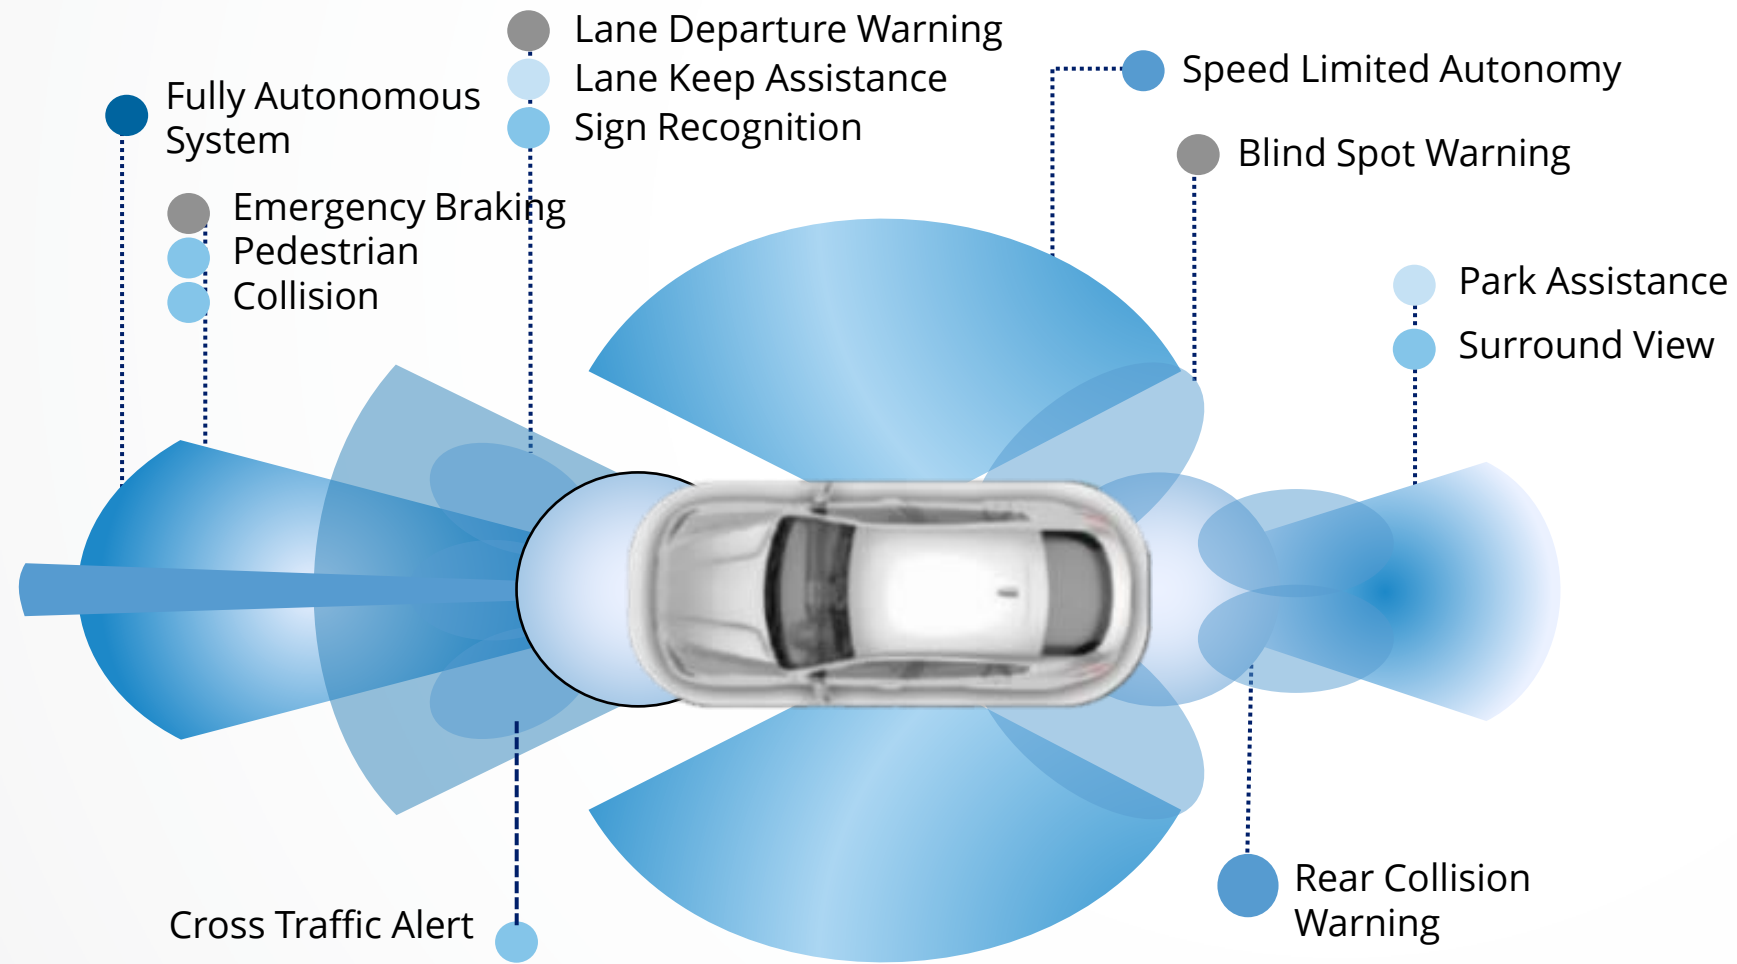 Lane Departure Warning
Lane Keep Assistance
Sign Recognition
Fully Autonomous
System
Emergency Braking
Pedestrian
Collision
Speed Limited Autonomy
Blind Spot Warning
Park Assistance
Surround View
Cross Traffic Alert
Rear Collision
Warning